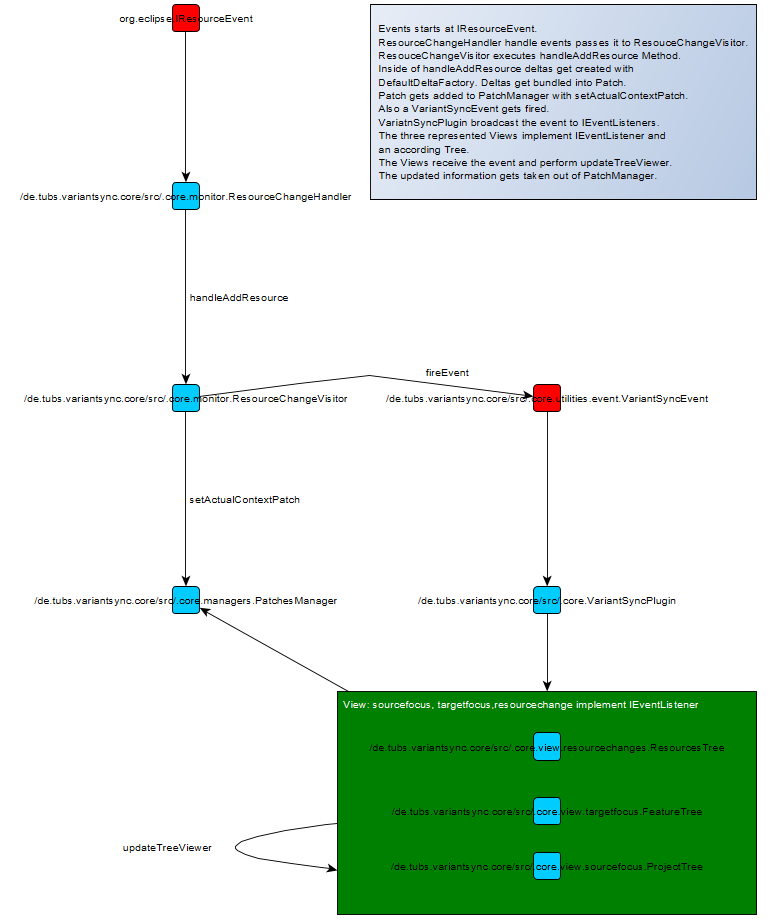 org.eclipse.IResourceEvent
Events starts at IResourceEvent.
ResourceChangeHandler handle events passes it to ResouceChangeVisitor.
ResouceChangeVisitor executes handleAddResource Method.
Inside of handleAddResource deltas get created with
DefaultDeltaFactory. Deltas get bundled into Patch.
Patch gets added to PatchManager with setActualContextPatch.
Also a VariantSyncEvent gets fired.
VariatnSyncPlugin broadcast the event to IEventListeners.
The three represented Views implement IEventListener and
an according Tree.
The Views receive the event and perform updateTreeViewer.
The updated information gets taken out of PatchManager.
/de.tubs.variantsync.core/src/.core.monitor.ResourceChangeHandler
handleAddResource
fireEvent
/de.tubs.variantsync.core/src/.core.monitor.ResourceChangeVisitor
/de.tubs.variantsync.core/src/.core.utilities.event.VariantSyncEvent
setActualContextPatch
/de.tubs.variantsync.core/src/.core.managers.PatchesManager
/de.tubs.variantsync.core/src/.core.VariantSyncPlugin
View: sourcefocus, targetfocus,resourcechange implement IEventListener
/de.tubs.variantsync.core/src/.core.view.resourcechanges.ResourcesTree
/de.tubs.variantsync.core/src/.core.view.targetfocus.FeatureTree
updateTreeViewer
/de.tubs.variantsync.core/src/.core.view.sourcefocus.ProjectTree